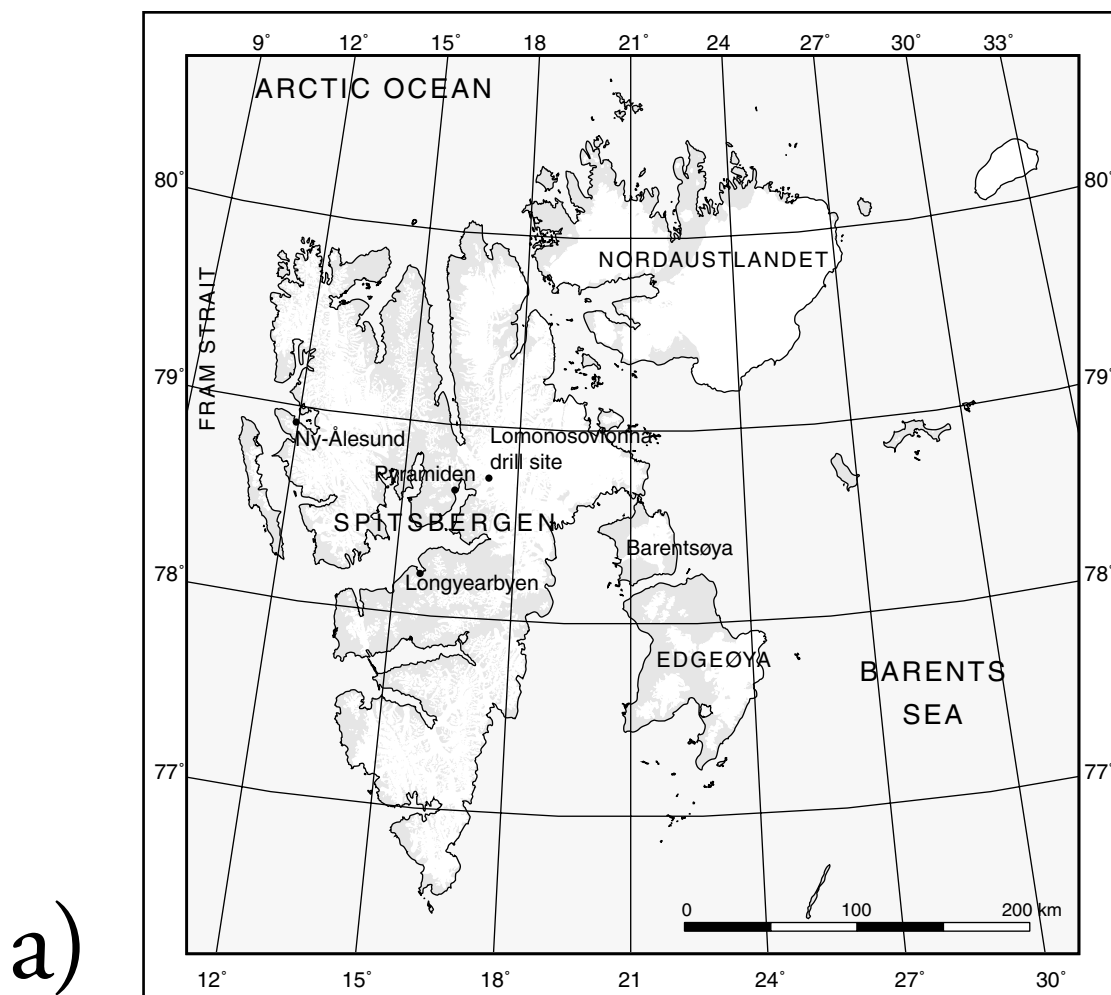 9° 12° 15° 18 21° 24 27° 30° 33°
ARCTIC OCEAN
80° 80°
NORDAUSTLANDET
FRAM STRAIT
79° 79°
Ny-Ålesund
Lomonosovfonna
drill site
Pyramiden
SPITSBERGEN
Barentsøya
78° 78°
Longyearbyen
EDGEØYA
BARENTS
SEA
77° 77°
0 100 200 km
a)
12° 15° 18° 21° 24° 27° 30°